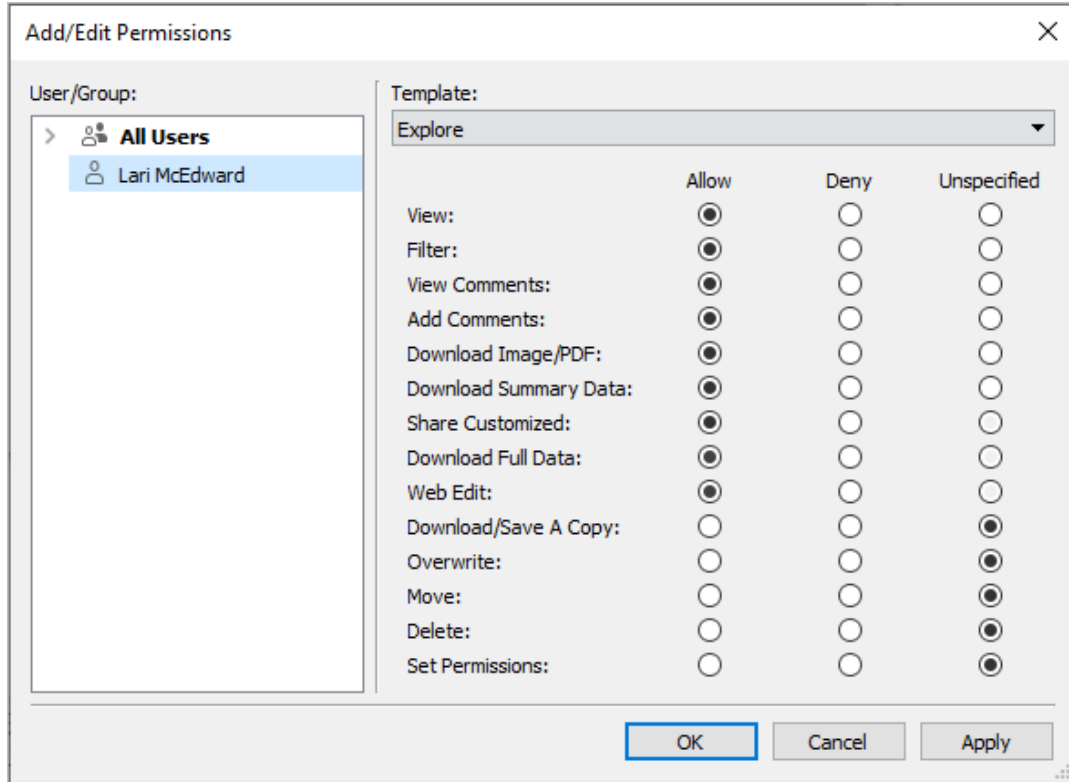 Add/Edit Permissions
User/Group:
All Users
Lari McEdward
Template:
Explore
Allow Deny Unspecified
View:
Filter:
View Comments:
Add Comments:
Download Image/PDF:
Download Summary Data:
Share Customized:
Download Full Data:
Web Edit:
Download/Save A Copy:
Overwrite:
Move:
Delete:
Set Permissions:
OK Cancel Apply